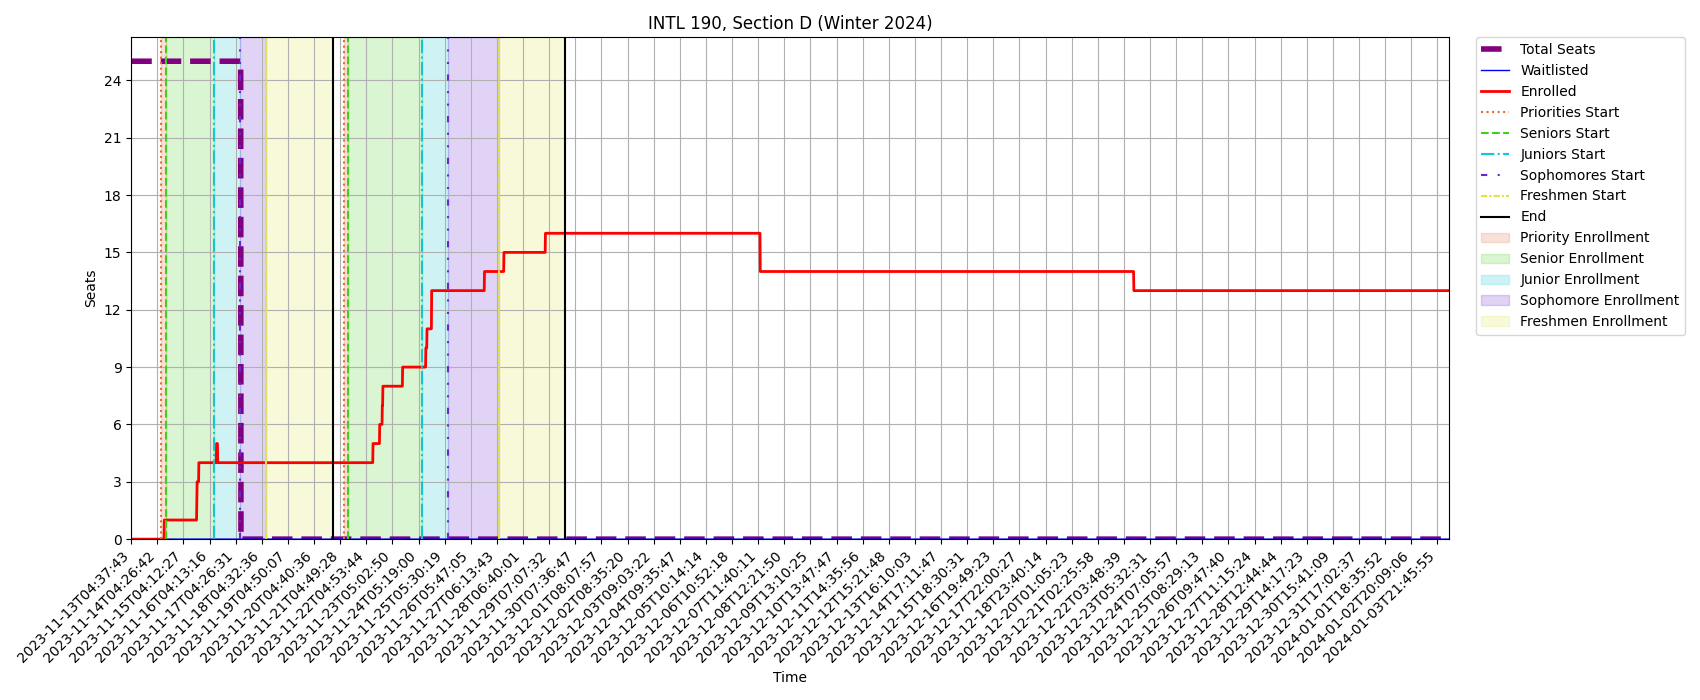 INTL 190, Section D (Winter 2024)
Total Seats
Waitlisted
Enrolled
Priorities Start
Seniors Start
Juniors Start
Sophomores Start
Freshmen Start
End
Priority Enrollment
Senior Enrollment
Junior Enrollment
Sophomore Enrollment
Freshmen Enrollment
Seats
24
21
18
15
12
9
6
3
0
2023-11-13T04:37:43
2023-11-14T04:26:42
2023-11-15T04:12:27
2023-11-16T04:13:16
2023-11-17T04:26:31
2023-11-18T04:32:36
2023-11-19T04:50:07
2023-11-20T04:40:36
2023-11-21T04:49:28
2023-11-22T04:53:44
2023-11-23T05:02:50
2023-11-24T05:19:00
2023-11-25T05:30:19
2023-11-26T05:47:05
2023-11-27T06:13:43
2023-11-28T06:40:01
2023-11-29T07:07:32
2023-11-30T07:36:47
2023-12-01T08:07:57
2023-12-02T08:35:20
2023-12-03T09:03:22
2023-12-04T09:35:47
2023-12-05T10:14:14
2023-12-06T10:52:18
2023-12-07T11:40:11
2023-12-08T12:21:50
2023-12-09T13:10:25
2023-12-10T13:47:47
2023-12-11T14:35:56
2023-12-12T15:21:48
2023-12-13T16:10:03
2023-12-14T17:11:47
2023-12-15T18:30:31
2023-12-16T19:49:23
2023-12-17T22:00:27
2023-12-18T23:40:14
2023-12-20T01:05:23
2023-12-21T02:25:58
2023-12-22T03:48:39
2023-12-23T05:32:31
2023-12-24T07:05:57
2023-12-25T08:29:13
2023-12-26T09:47:40
2023-12-27T11:15:24
2023-12-28T12:44:44
2023-12-29T14:17:23
2023-12-30T15:41:09
2023-12-31T17:02:37
2024-01-01T18:35:52
2024-01-02T20:09:06
2024-01-03T21:45:55
Time